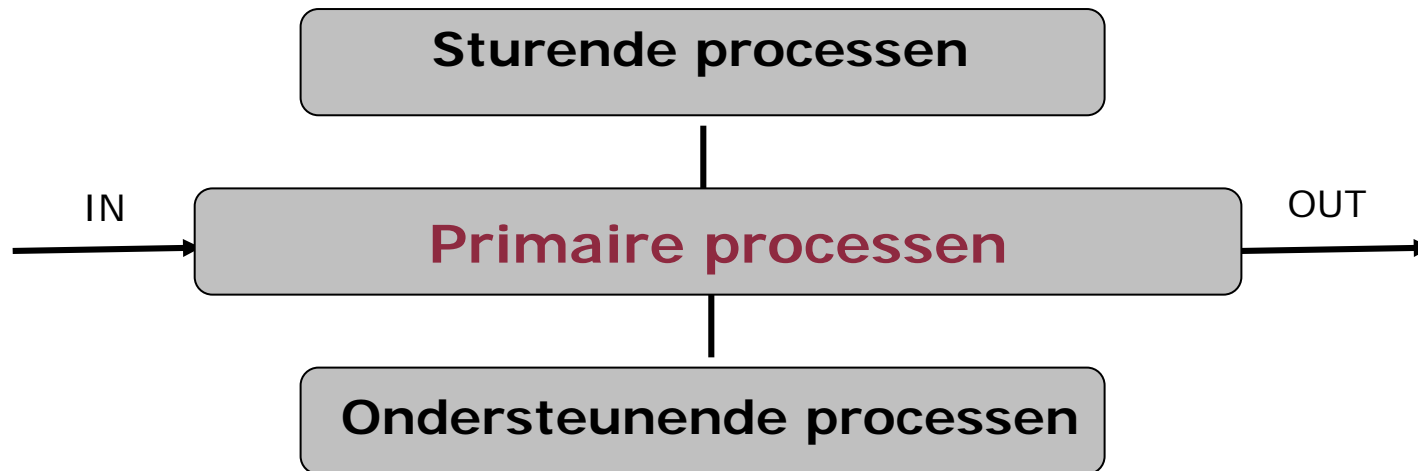 Sturende processen
IN
OUT
Primaire processen
Ondersteunende processen